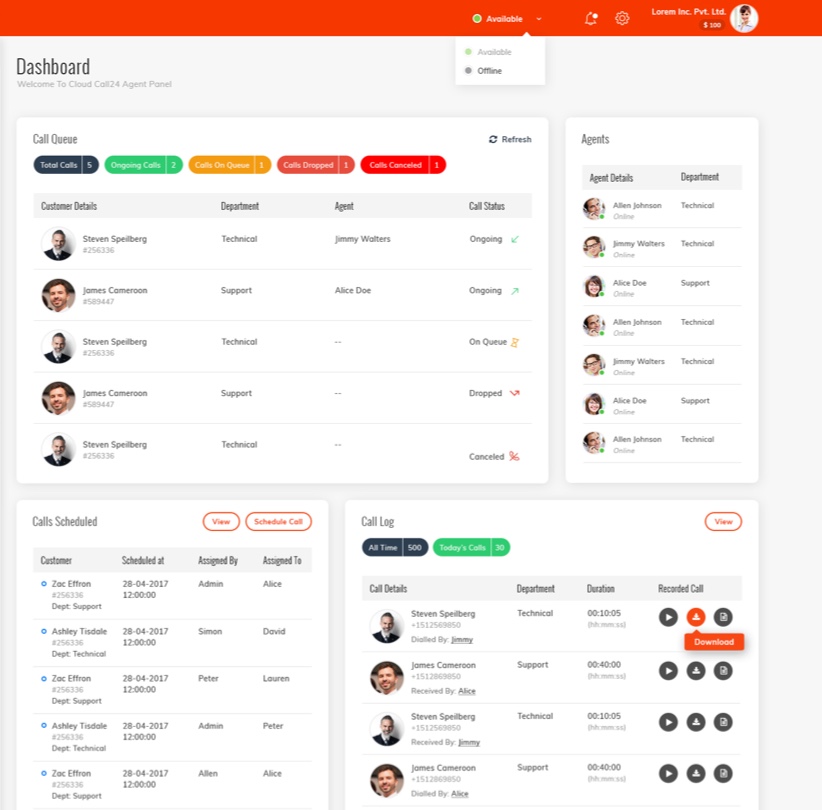 Available
Lorem Inc. Pvt. Ltd.
$ 100
Available
Offline
Dashboard
Welcome To Cloud Call24 Agent Panel
Call Queue
Refresh
Total Calls 5
Ongoing Calls 2
Calls On Queue 1
Calls Dropped 1
Calls Canceled 1
Customer Details Department Agent Call Status
Steven Speilberg Technical Jimmy Walters Ongoing
#256336
James Cameroon Support Alice Doe Ongoing
#589447
Steven Speilberg Technical -- On Queue
#256336
James Cameroon Support -- Dropped
#589447
Steven Speilberg Technical -- Canceled
#256336
Agents
Agent Details Department
Allen Johnson Technical
Online
Jimmy Walters Technical
Online
Alice Doe Support
Online
Allen Johnson Technical
Online
Jimmy Walters Technical
Online
Alice Doe Support
Online
Allen Johnson Technical
Online
Calls Scheduled
View
Schedule Call
Customer Scheduled at Assigned By Assigned To
Zac Effron 28-04-2017 Admin Alice
#256336 12:00:00
Dept: Support
Ashley Tisdale 28-04-2017 Simon David
#256336 12:00:00
Dept: Technical
Zac Effron 28-04-2017 Peter Lauren
#256336 12:00:00
Dept: Support
Ashley Tisdale 28-04-2017 Admin Peter
#256336 12:00:00
Dept: Technical
Zac Effron 28-04-2017 Allen Alice
#256336 12:00:00
Dept: Support
Call Log
View
All Time 500
Today's Calls 30
Call Details Department Duration Recorded Call
Steven Speilberg Technical 00:10:05
+1512569850 (hh:mm:ss)
Dialled By: Jimmy
Download
James Cameroon Support 00:40:00
+1512869850 (hh:mm:ss)
Received By: Alice
Steven Speilberg Technical 00:10:05
+1512869850 (hh:mm:ss)
Received By: Jimmy
James Cameroon Support 00:40:00
+1512869850 (hh:mm:ss)
Dialled By: Alice